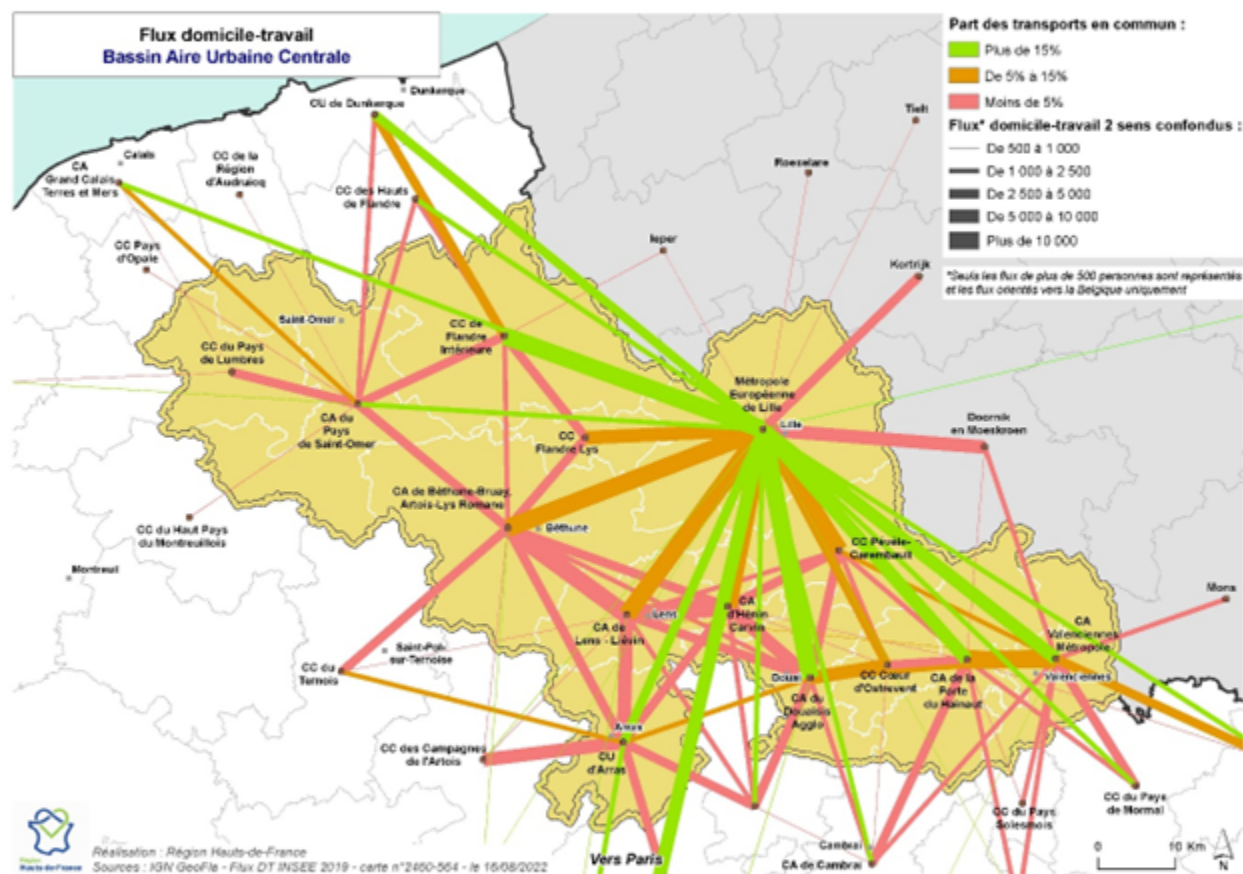 Flux domicile-travail
Bassin Aire Urbaine Centrale
Part des transports en commun :
Plus de 15%
De 5% à 15%
Moins de 5%
Flux* domicile-travail 2 sens confondus :
De 500 à 1 000
De 1 000 à 2 500
De 2 500 à 5 000
De 5 000 à 10 000
Plus de 10 000
*Seuls les flux de plus de 500 personnes sont représentés
et les flux orientés vers la Belgique uniquement
Dunkerque
CU de Dunkerque
Tielt
Calais
CA
Grand Calais
Terres et Mers
CC de la
Région
d'Audruicq
Roeselare
CC des Hauts
de Flandre
CC Pays
d'Opale
Ieper
Kortrijk
Saint-Omer
CC de
Flandre
Intérieure
CC du Pays
de Lumbres
Métropole
Européenne
de Lille
Lille
CA du
Pays
de Saint-Omer
CC
Flandre Lys
Doornik
en Moeskroen
CA de Béthune-Bruay,
Artois-Lys Romane
Béthune
CC du Haut Pays
du Montreuillois
Montreuil
CC Pévèle-
Carembault
Mons
CA
d'Hénin-
Carvin
Lens
CA de
Lens - Liévin
CA
Valenciennes
Métropole
Valenciennes
Saint-Pol-
sur-Ternoise
CC du
Ternois
Douai
CA du
Douaisis
Agglo
CC Cœur
d'Ostrevent
CA de la
Porte
du Hainaut
Arras
CU
d'Arras
CC des Campagnes
de l'Artois
CC du Pays
de Mormal
CC du Pays
Solesmois
Cambrai
CA de Cambrai
Vers Paris
0 10 Km
N
Région
Hauts-de-France
Réalisation : Région Hauts-de-France
Sources : IGN GeoFla - Flux DT INSEE 2019 - carte n°2460-564 - le 16/08/2022